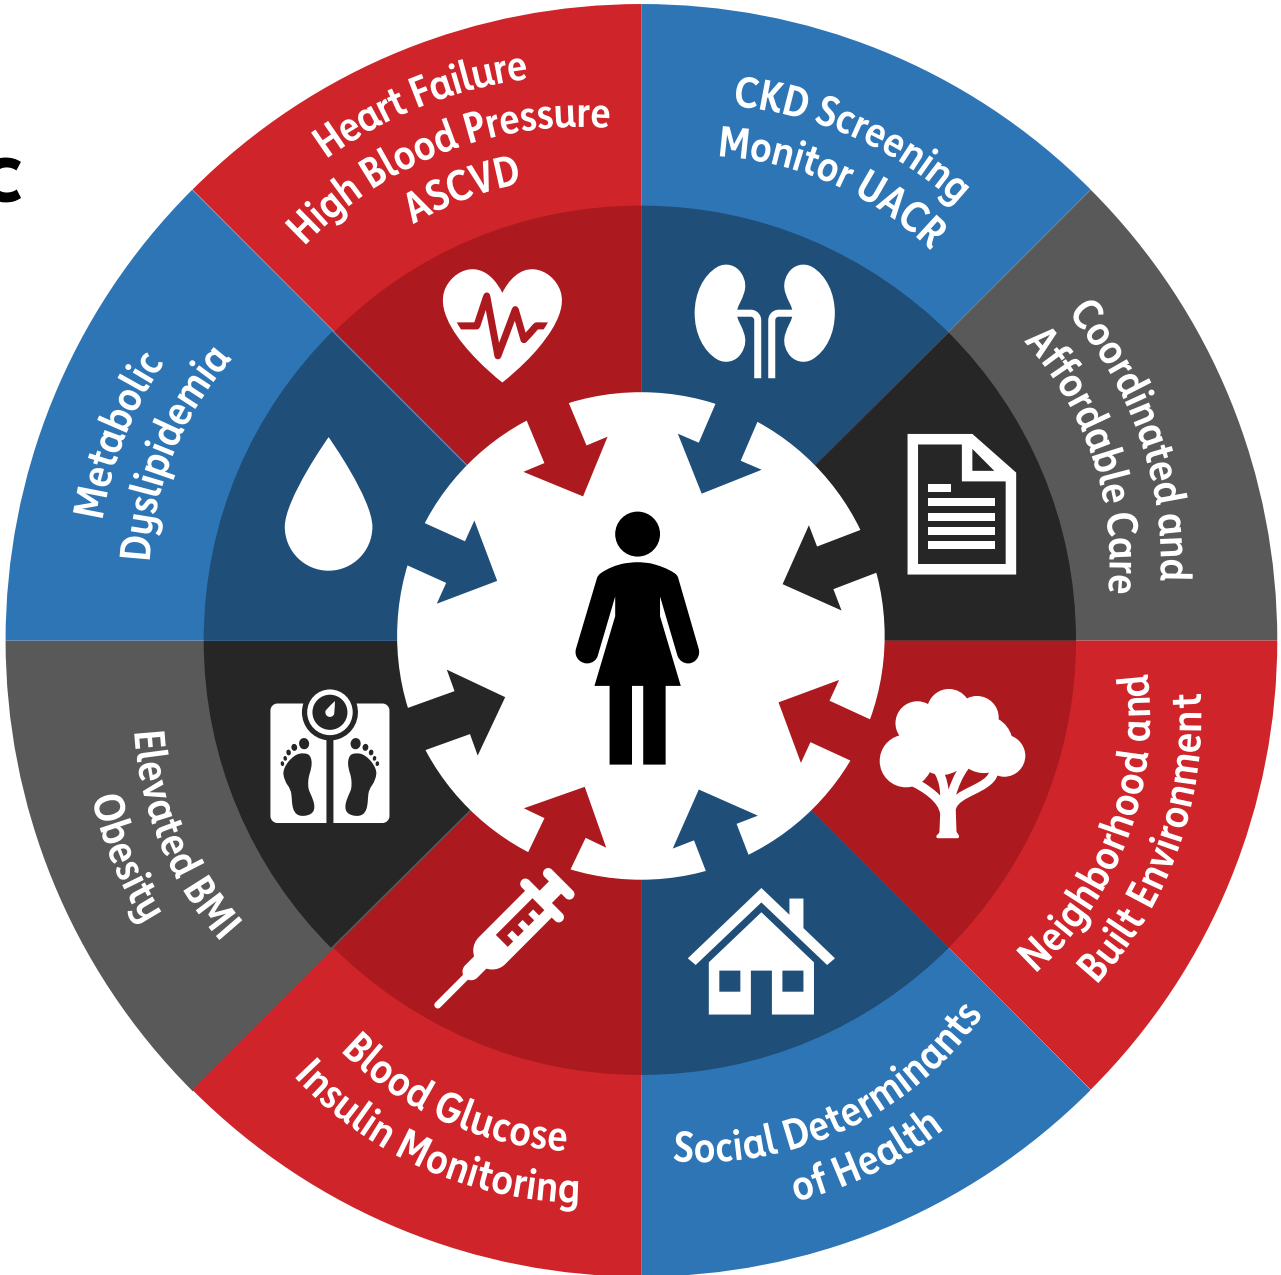 c
Heart Failure
High Blood Pressure
ASCVD
CKD Screening
Monitor UACR
Coordinated and
Affordable Care
Neighborhood and
Built Environment
Social Determinants
of Health
Blood Glucose
Insulin Monitoring
Elevated BMI
Obesity
Metabolic
Dyslipidemia